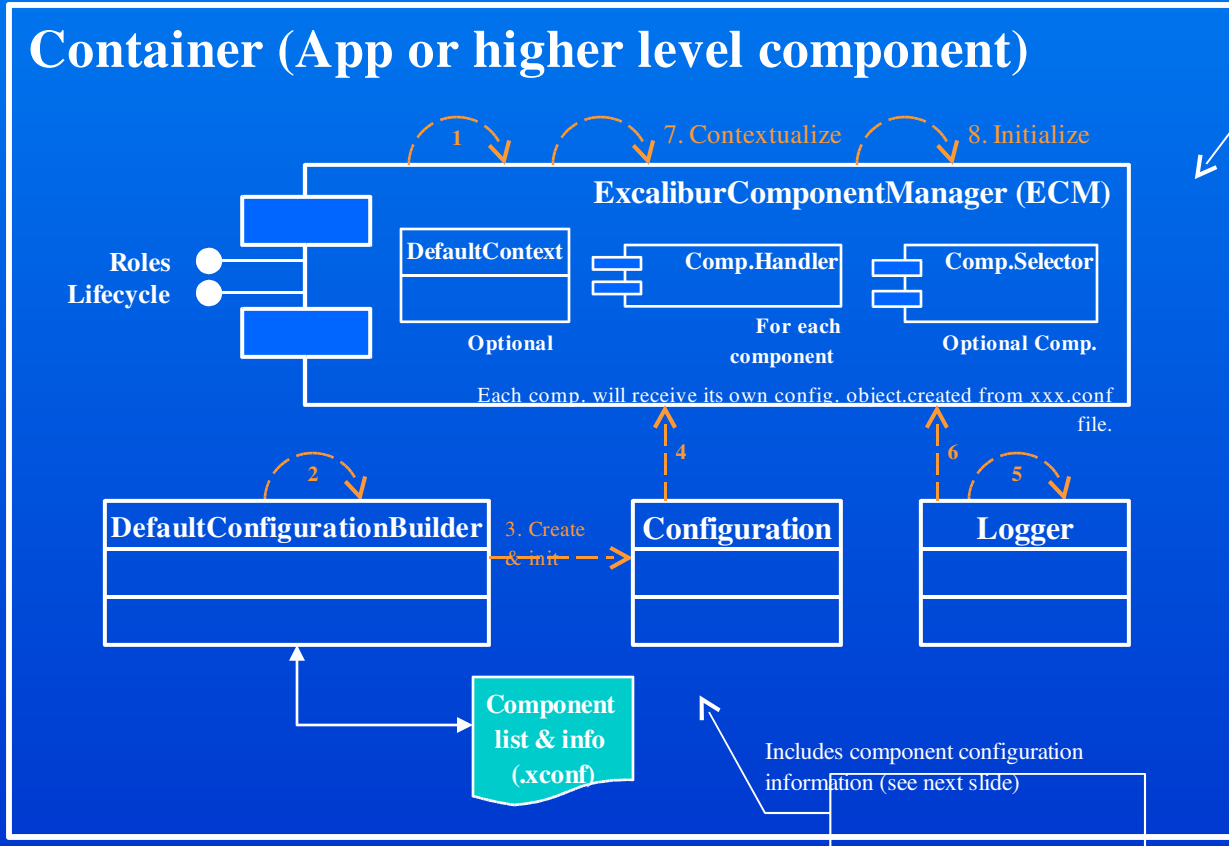 Container (App or higher level component)
1
7. Contextualize
8. Initialize
ExcaliburComponentManager (ECM)
Roles
Lifecycle
DefaultContext
Optional
Comp.Handler
For each
component
Comp.Selector
Optional Comp.
Each comp. will receive its own config. object.created from xxx.conf
file.
4
6
2
5
DefaultConfigurationBuilder
3. Create
& init
Configuration
Logger
Component
list & info
(.xconf)
Includes component configuration
information (see next slide)